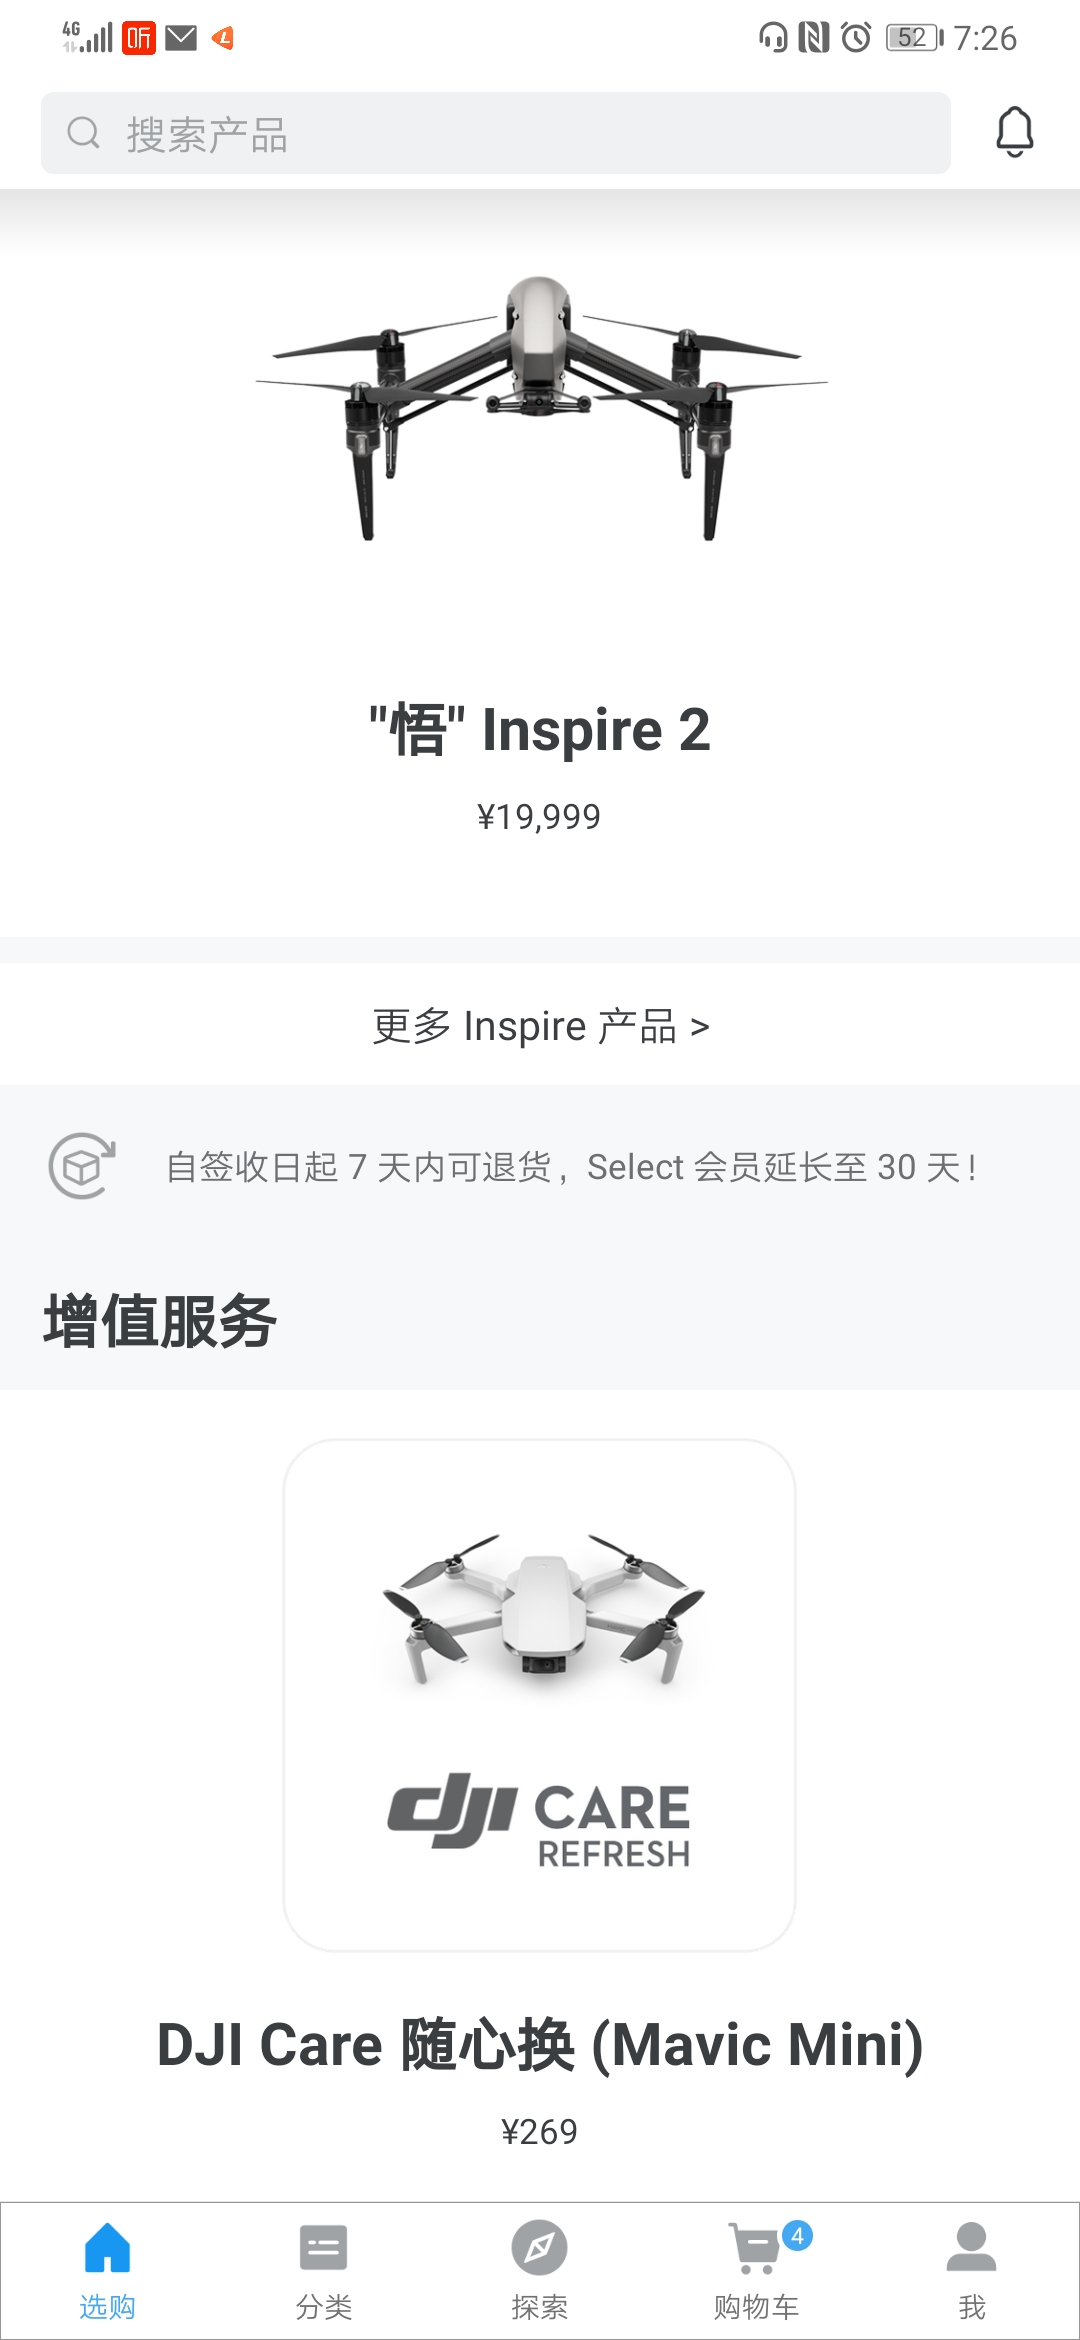 4G 听 52 7:26
搜索产品
"悟" Inspire 2
¥19,999
更多 Inspire 产品 >
自签收日起 7 天内可退货，Select 会员延长至 30 天！
增值服务
dji CARE
REFRESH
DJI Care 随心换 (Mavic Mini)
¥269
4
选购 分类 探索 购物车 我